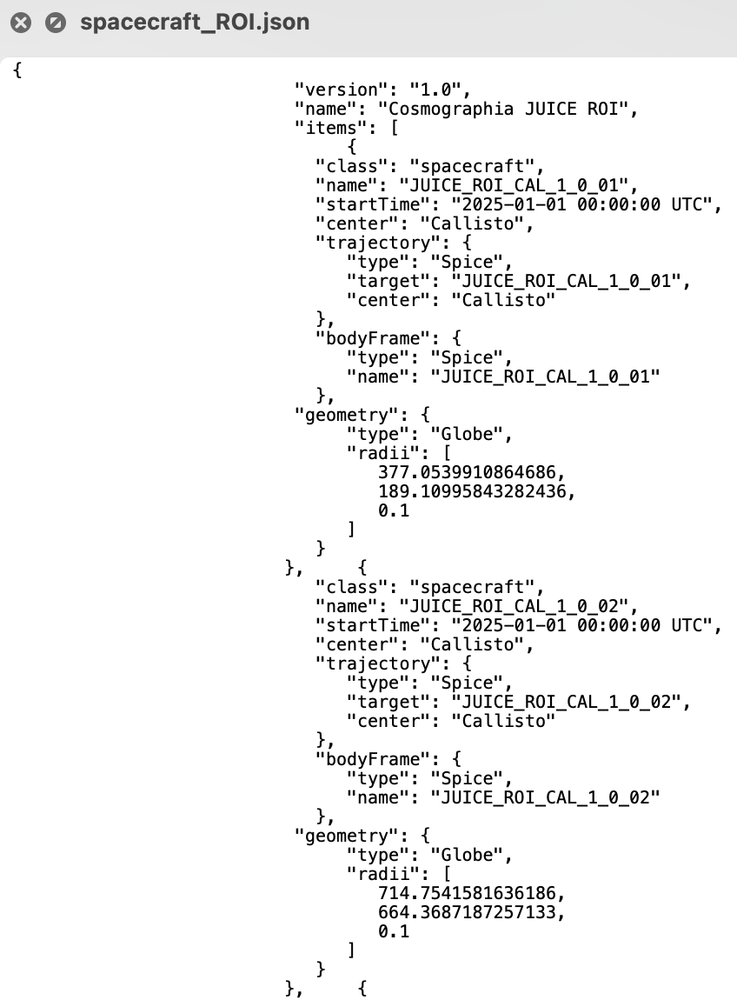 spacecraft_ROI.json
{
"version": "1.0",
"name": "Cosmographia JUICE ROI",
"items": [
{
"class": "spacecraft",
"name": "JUICE_ROI_CAL_1_0_01",
"startTime": "2025-01-01 00:00:00 UTC",
"center": "Callisto",
"trajectory": {
"type": "Spice",
"target": "JUICE_ROI_CAL_1_0_01",
"center": "Callisto"
},
"bodyFrame": {
"type": "Spice",
"name": "JUICE_ROI_CAL_1_0_01"
},
"geometry": {
"type": "Globe",
"radii": [
377.0539910864686,
189.10995843282436,
0.1
]
}
}, {
"class": "spacecraft",
"name": "JUICE_ROI_CAL_1_0_02",
"startTime": "2025-01-01 00:00:00 UTC",
"center": "Callisto",
"trajectory": {
"type": "Spice",
"target": "JUICE_ROI_CAL_1_0_02",
"center": "Callisto"
},
"bodyFrame": {
"type": "Spice",
"name": "JUICE_ROI_CAL_1_0_02"
},
"geometry": {
"type": "Globe",
"radii": [
714.7541581636186,
664.3687187257133,
0.1
]
}
}, {